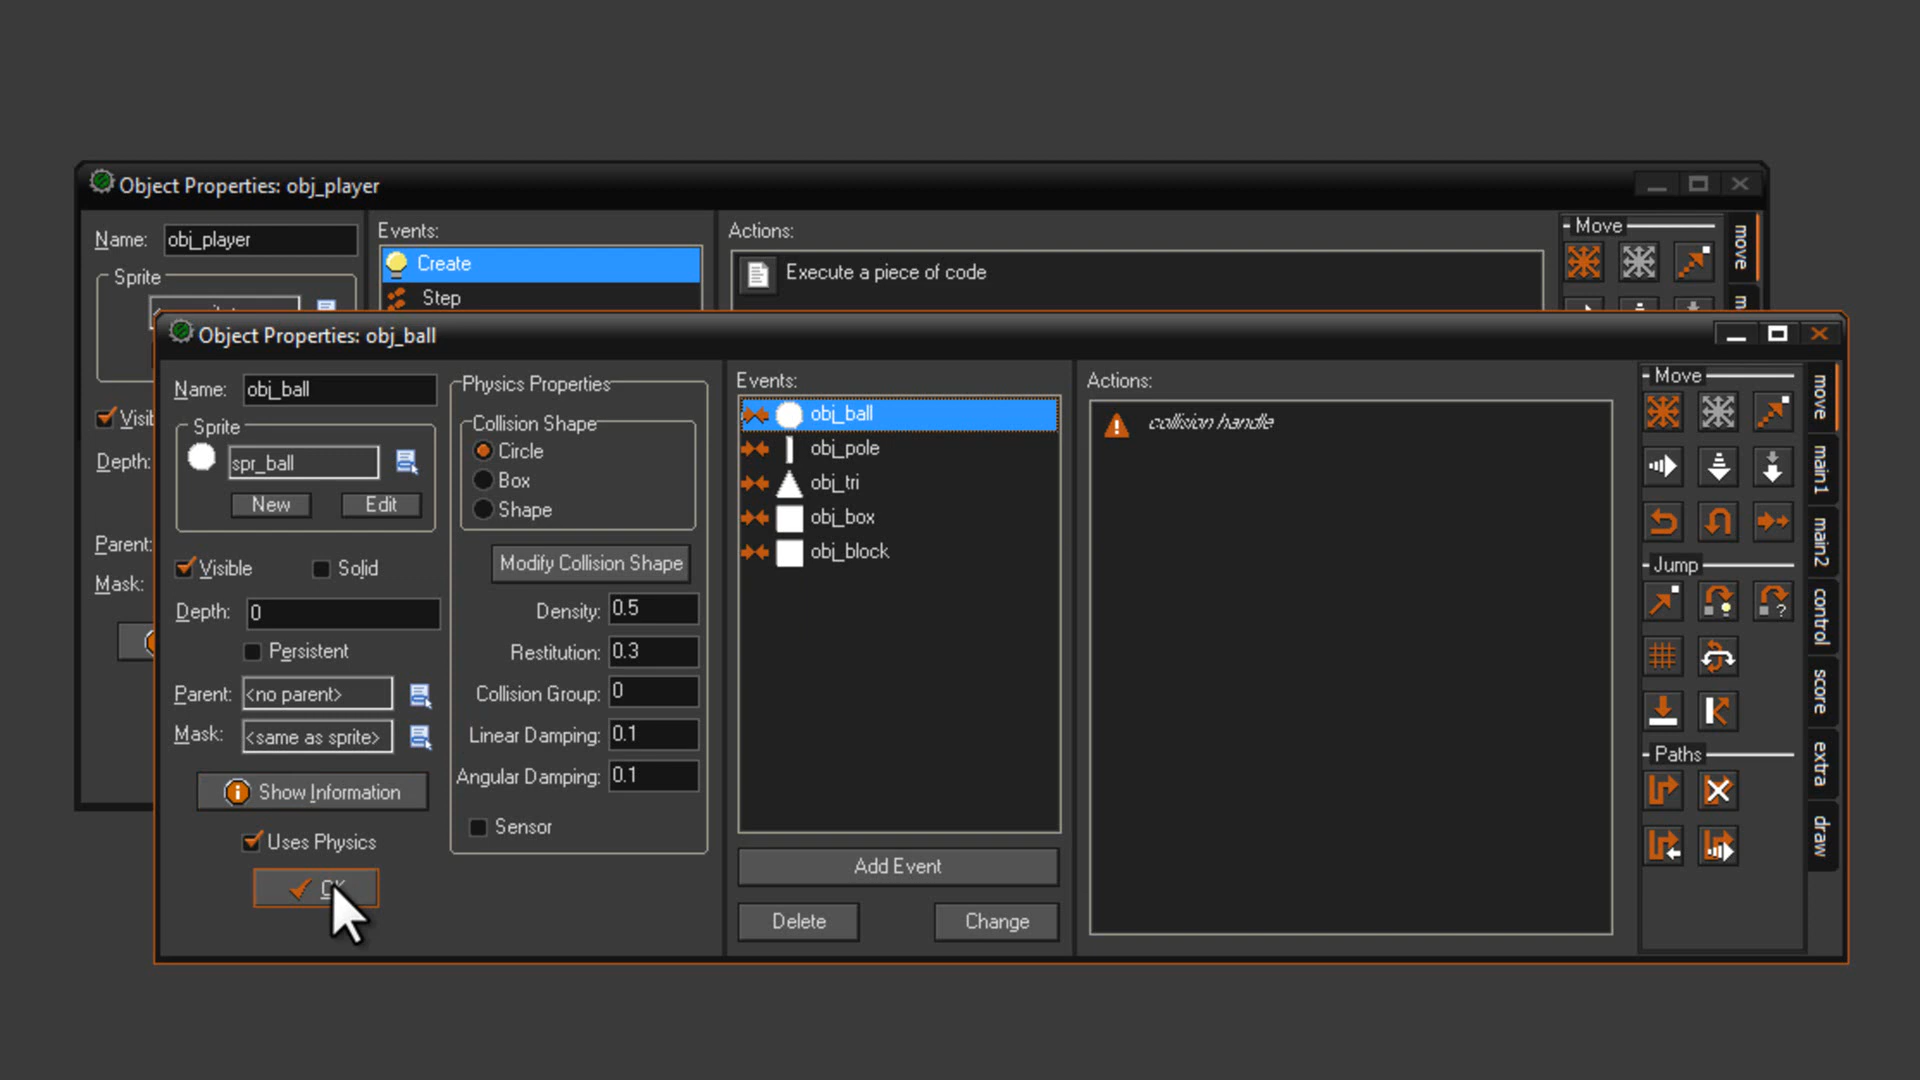 Object Properties: obj_player
Name: obj_player
Sprite
Depth:
Parent:
Mask:
Events:
Create
Step
Actions:
Execute a piece of code
Move
move
Object Properties: obj_ball
Name: obj_ball
Sprite
spr_ball
New Edit
Visible Solid
Depth: 0
Persistent
Parent: <no parent>
Mask: <same as sprite>
Show Information
Uses Physics
Physics Properties
Collision Shape
Circle
Box
Shape
Modify Collision Shape
Density: 0.5
Restitution: 0.3
Collision Group: 0
Linear Damping: 0.1
Angular Damping: 0.1
Sensor
Events:
obj_ball
obj_pole
obj_tri
obj_box
obj_block
Add Event
Delete Change
Actions:
collision handle
Move
Jump
Paths
move
main1
main2
control
score
extra
draw